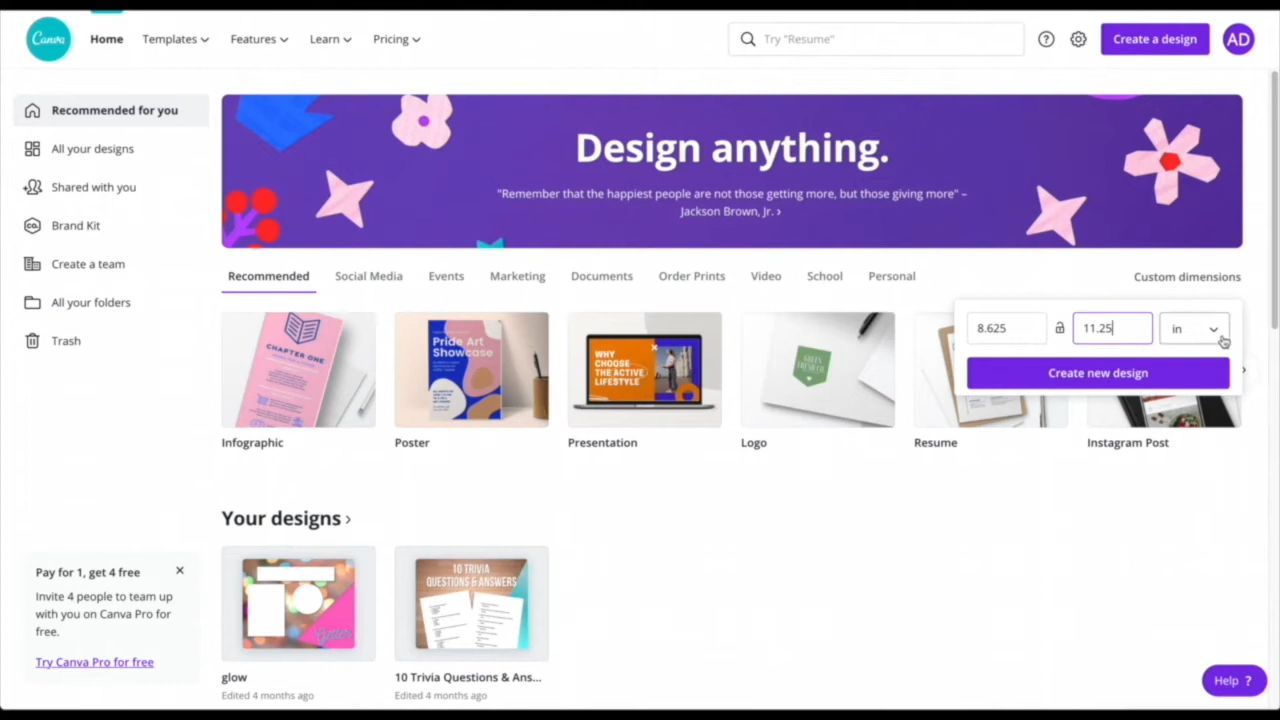 Canva
Home
Templates
Features
Learn
Pricing
Try "Resume"
Create a design
AD
Recommended for you
All your designs
Shared with you
Brand Kit
Create a team
All your folders
Trash
Design anything.
"Remember that the happiest people are not those getting more, but those giving more" –
Jackson Brown, Jr. ›
Recommended
Social Media
Events
Marketing
Documents
Order Prints
Video
School
Personal
Custom dimensions
8.625
11.25
in
Create new design
CHAPTER ONE
Pride Art
Showcase
WHY
CHOOSE
THE ACTIVE
LIFESTYLE
Infographic
Poster
Presentation
Logo
Resume
Instagram Post
Your designs ›
10 TRIVIA
QUESTIONS & ANSWERS
glow
Edited 4 months ago
10 Trivia Questions & Ans...
Edited 4 months ago
Pay for 1, get 4 free
Invite 4 people to team up
with you on Canva Pro for
free.
Try Canva Pro for free
Help ?